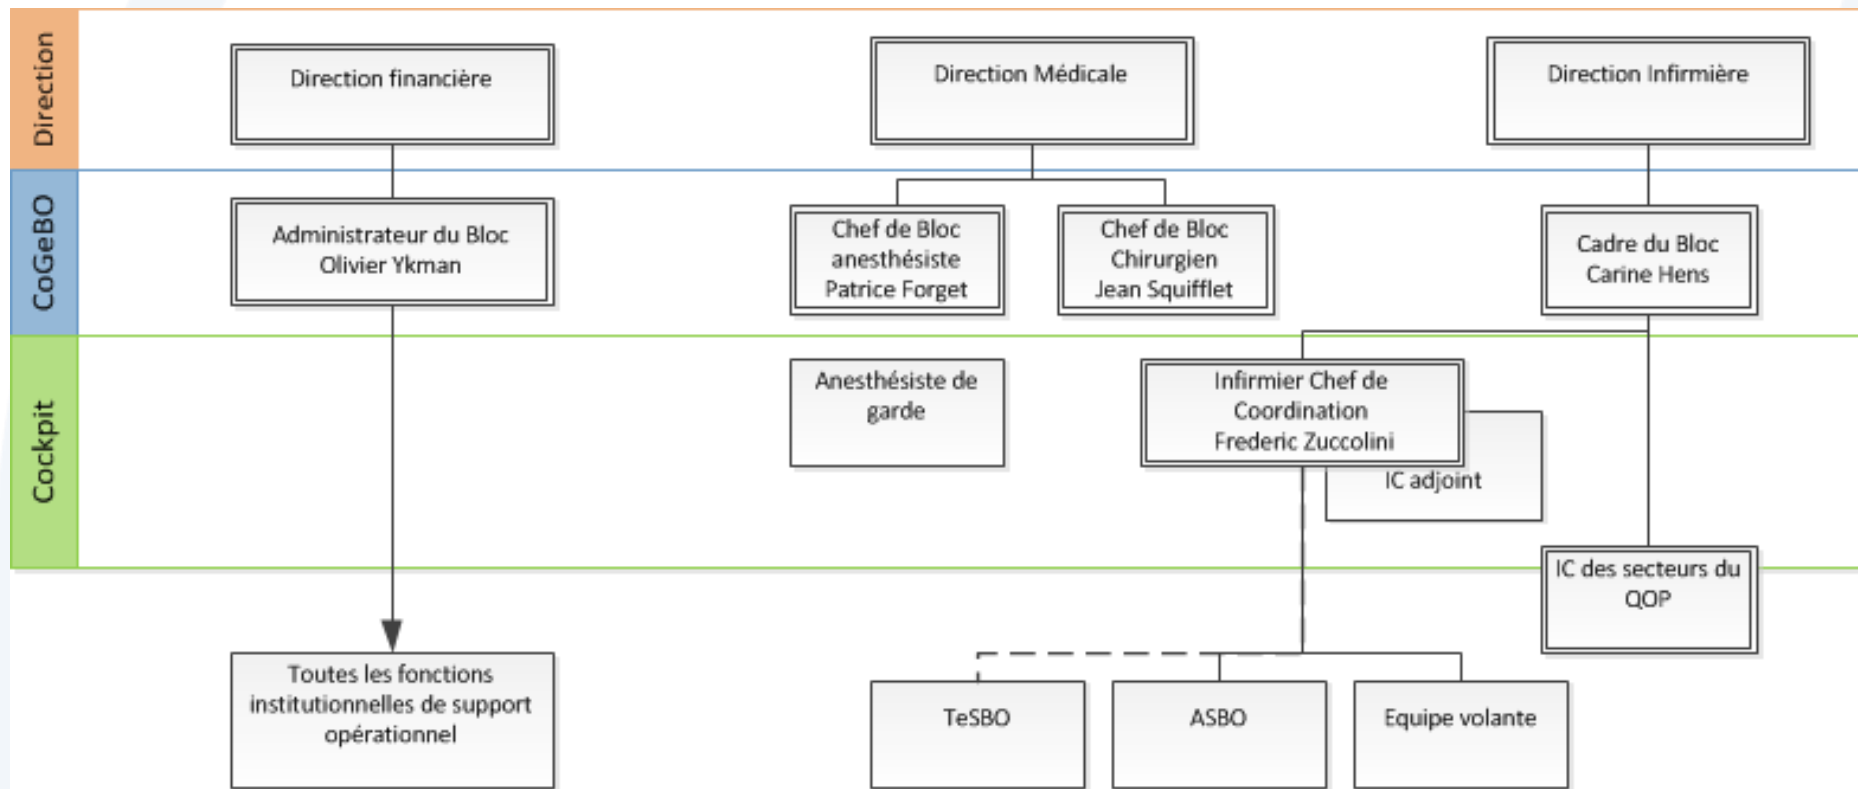 Direction
Direction financière
Direction Médicale
Direction Infirmière
CoGeBO
Administrateur du Bloc
Olivier Ykman
Chef de Bloc
anesthésiste
Patrice Forget
Chef de Bloc
Chirurgien
Jean Squifflet
Cadre du Bloc
Carine Hens
Cockpit
Anesthésiste de
garde
Infirmier Chef de
Coordination
Frederic Zuccolini
IC adjoint
IC des secteurs du
QOP
Toutes les fonctions
institutionnelles de support
opérationnel
TeSBO
ASBO
Equipe volante